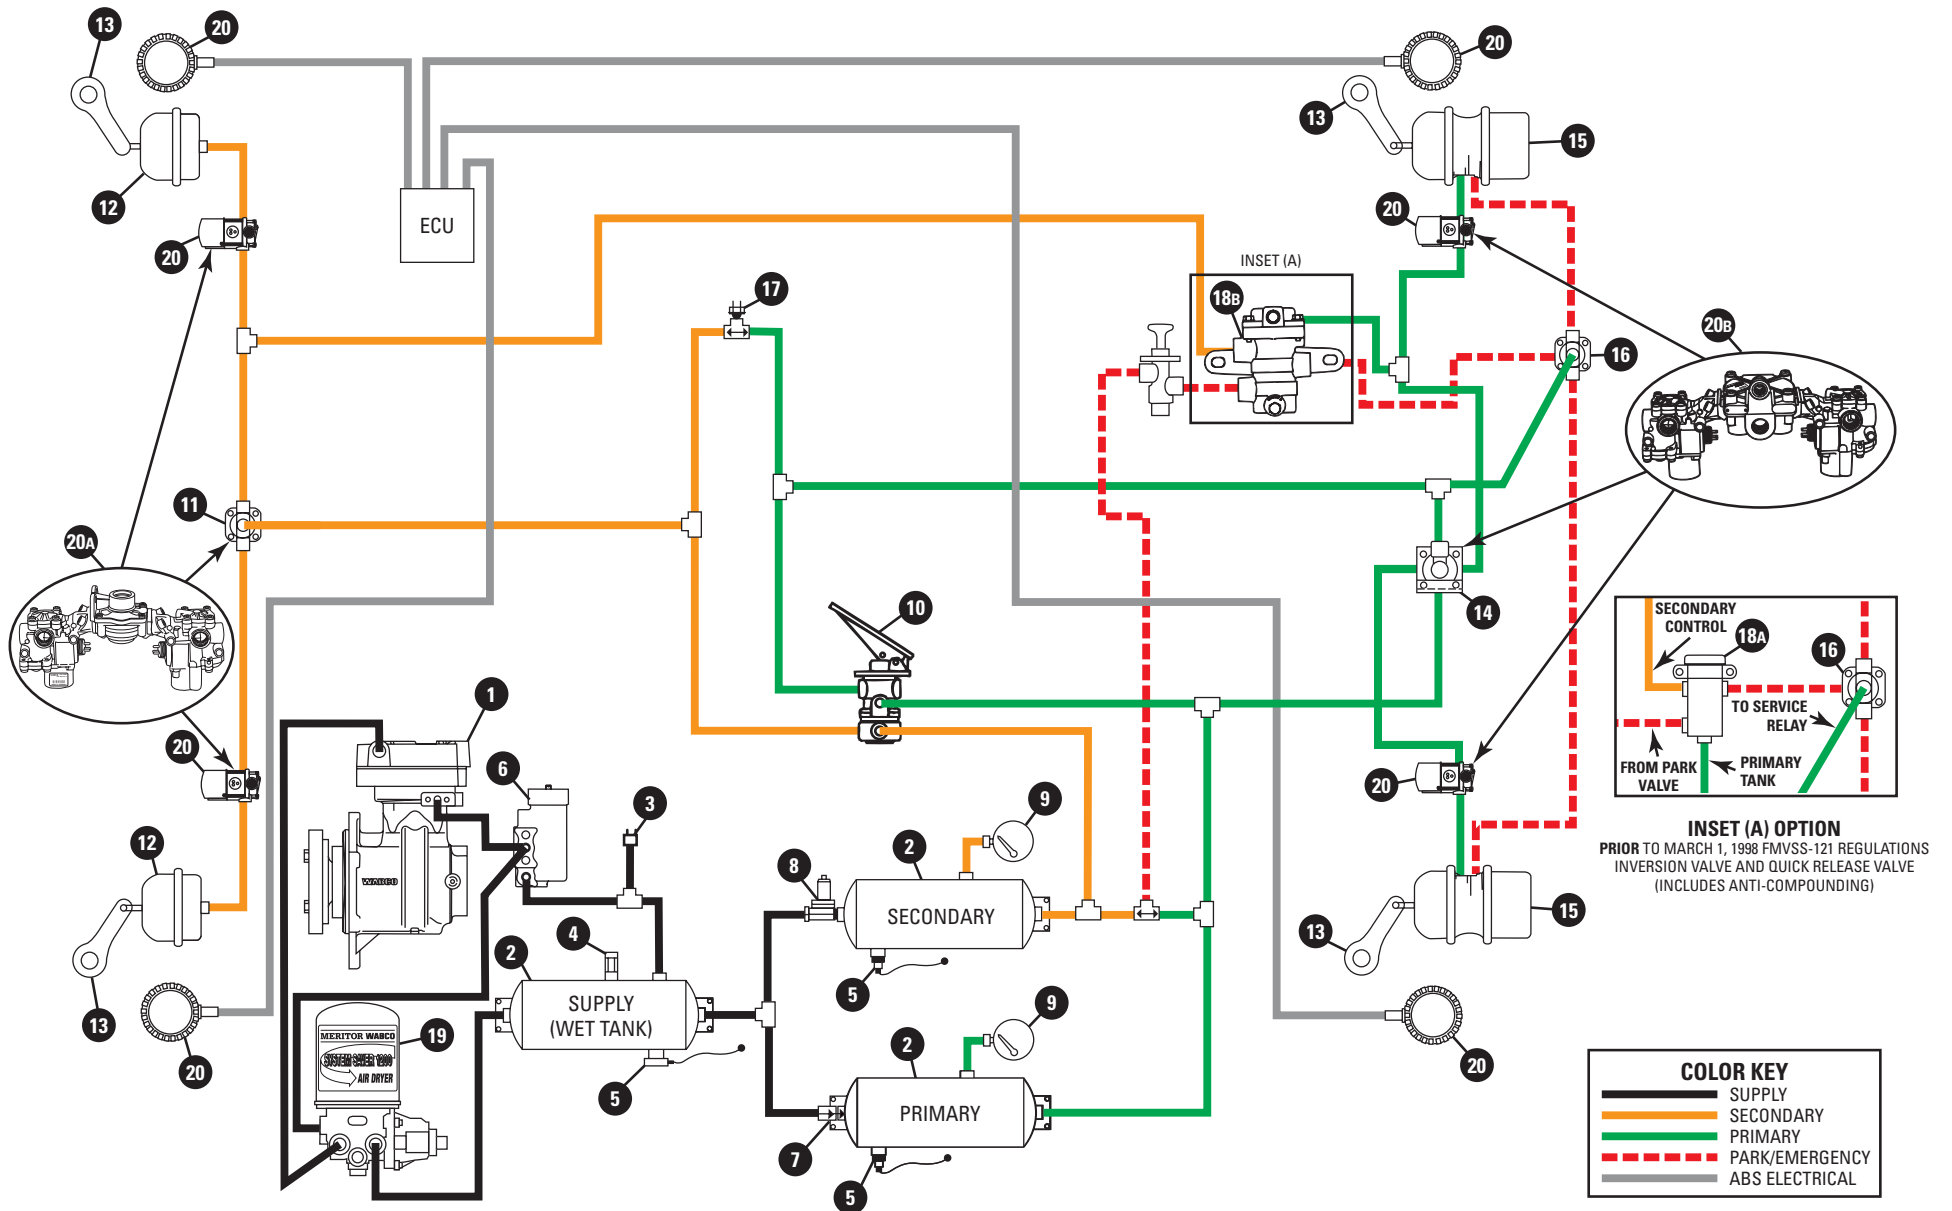 13
20
20
13
15
12
ECU
20
20
INSET (A)
17
18B
20B
16
11
20A
10
14
SECONDARY
CONTROL
18A
16
TO SERVICE
RELAY
FROM PARK
VALVE
PRIMARY
TANK
1
20
6
3
20
9
INSET (A) OPTION
PRIOR TO MARCH 1, 1998 FMVSS-121 REGULATIONS
INVERSION VALVE AND QUICK RELEASE VALVE
(INCLUDES ANTI-COMPOUNDING)
12
2
8
WABCO
SECONDARY
15
4
2
13
5
13
SUPPLY
(WET TANK)
9
MERITOR WABCO
SYSTEM SAVER 1200
AIR DRYER
19
2
20
20
5
PRIMARY
7
5
COLOR KEY
SUPPLY
SECONDARY
PRIMARY
PARK/EMERGENCY
ABS ELECTRICAL